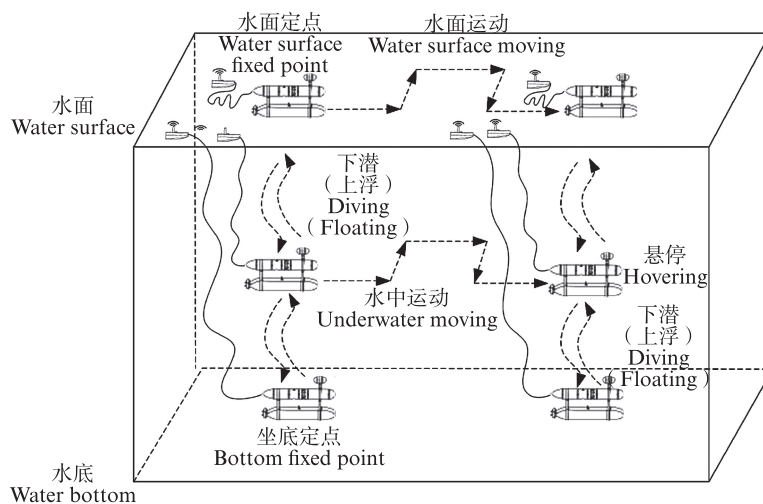 水面定点
Water surface
fixed point
水面运动
Water surface moving
水面
Water surface
下潜
（上浮）
Diving
(Floating)
悬停
Hovering
水中运动
Underwater moving
下潜
（上浮）
Diving
(Floating)
坐底定点
Bottom fixed point
水底
Water bottom